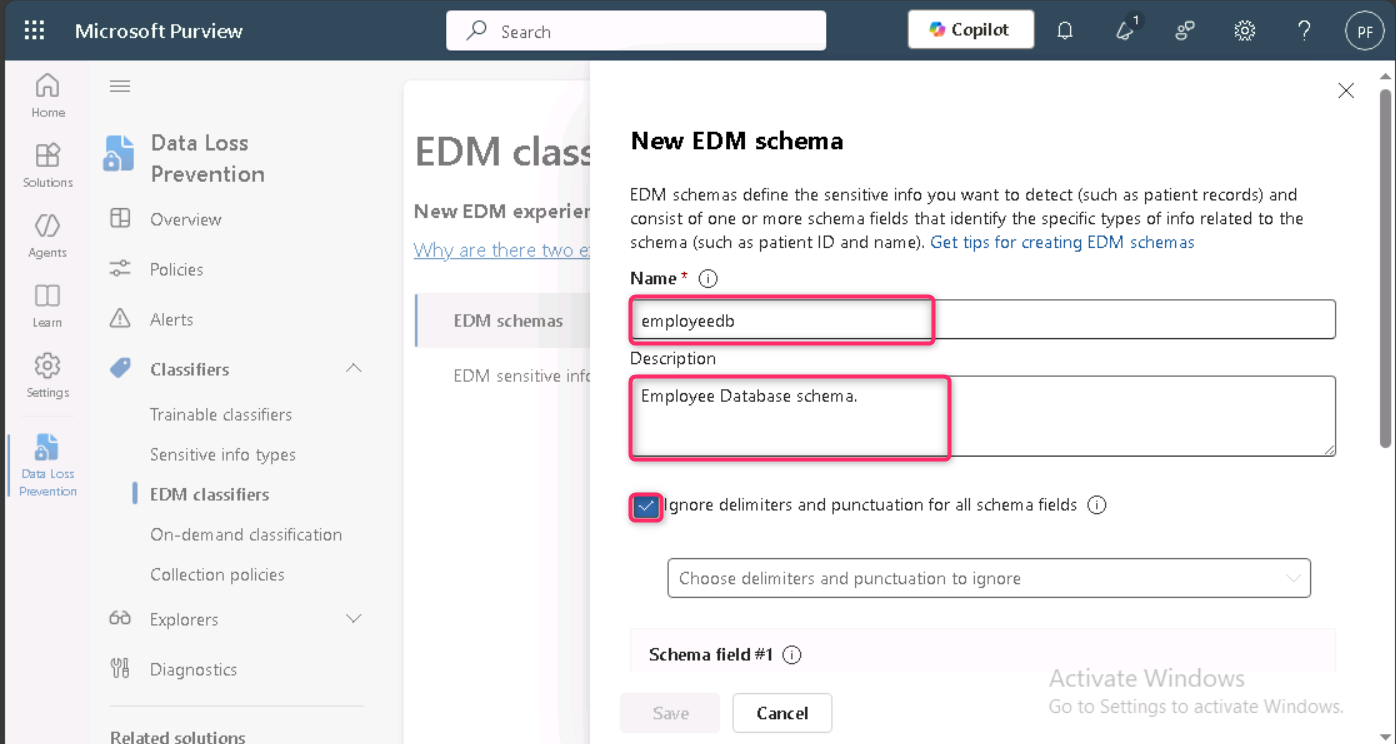 Microsoft Purview
Search
Copilot
1
PF
Home
Solutions
Agents
Learn
Settings
Data Loss
Prevention
Data Loss
Prevention
Overview
Policies
Alerts
Classifiers
Trainable classifiers
Sensitive info types
EDM classifiers
On-demand classification
Collection policies
Explorers
Diagnostics
Related solutions
EDM class
New EDM experien
Why are there two e
EDM schemas
EDM sensitive info
New EDM schema
EDM schemas define the sensitive info you want to detect (such as patient records) and
consist of one or more schema fields that identify the specific types of info related to the
schema (such as patient ID and name). Get tips for creating EDM schemas
Name *
employeedb
Description
Employee Database schema.
Ignore delimiters and punctuation for all schema fields
Choose delimiters and punctuation to ignore
Schema field #1
Save
Cancel
Activate Windows
Go to Settings to activate Windows.